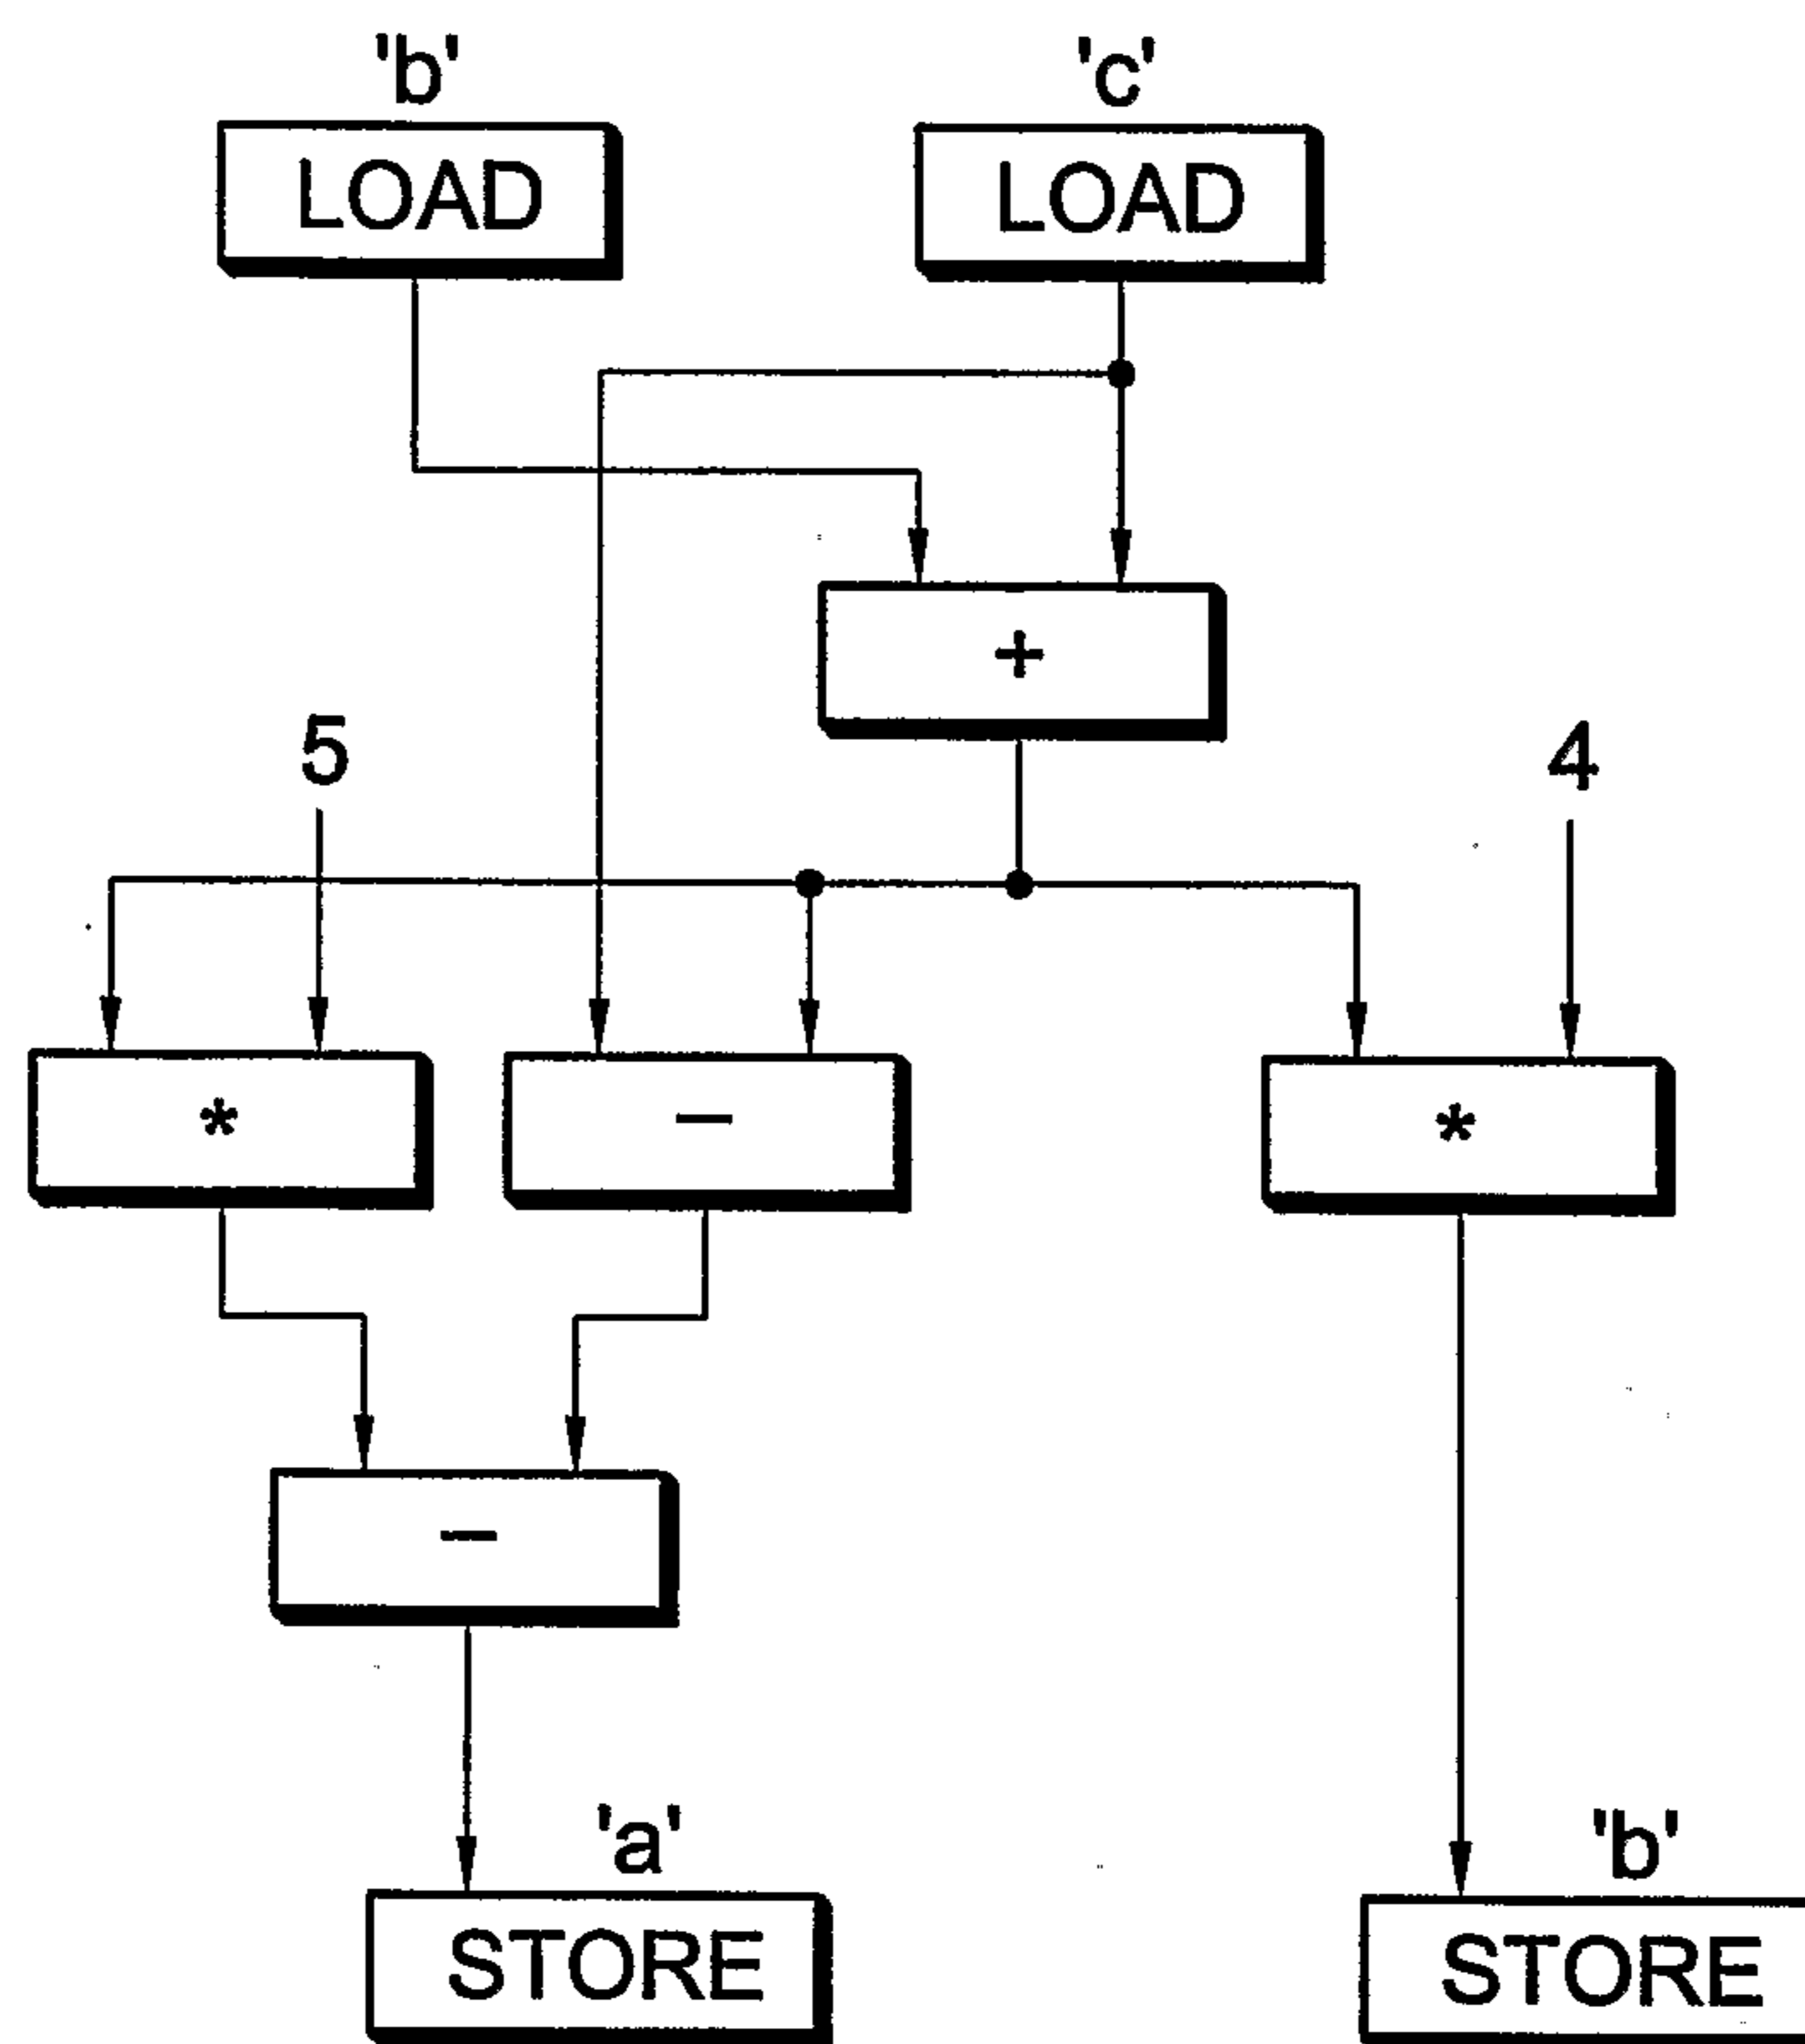 'b' 'c'
LOAD LOAD
+
5 4
* − *
−
'a' 'b'
STORE STORE